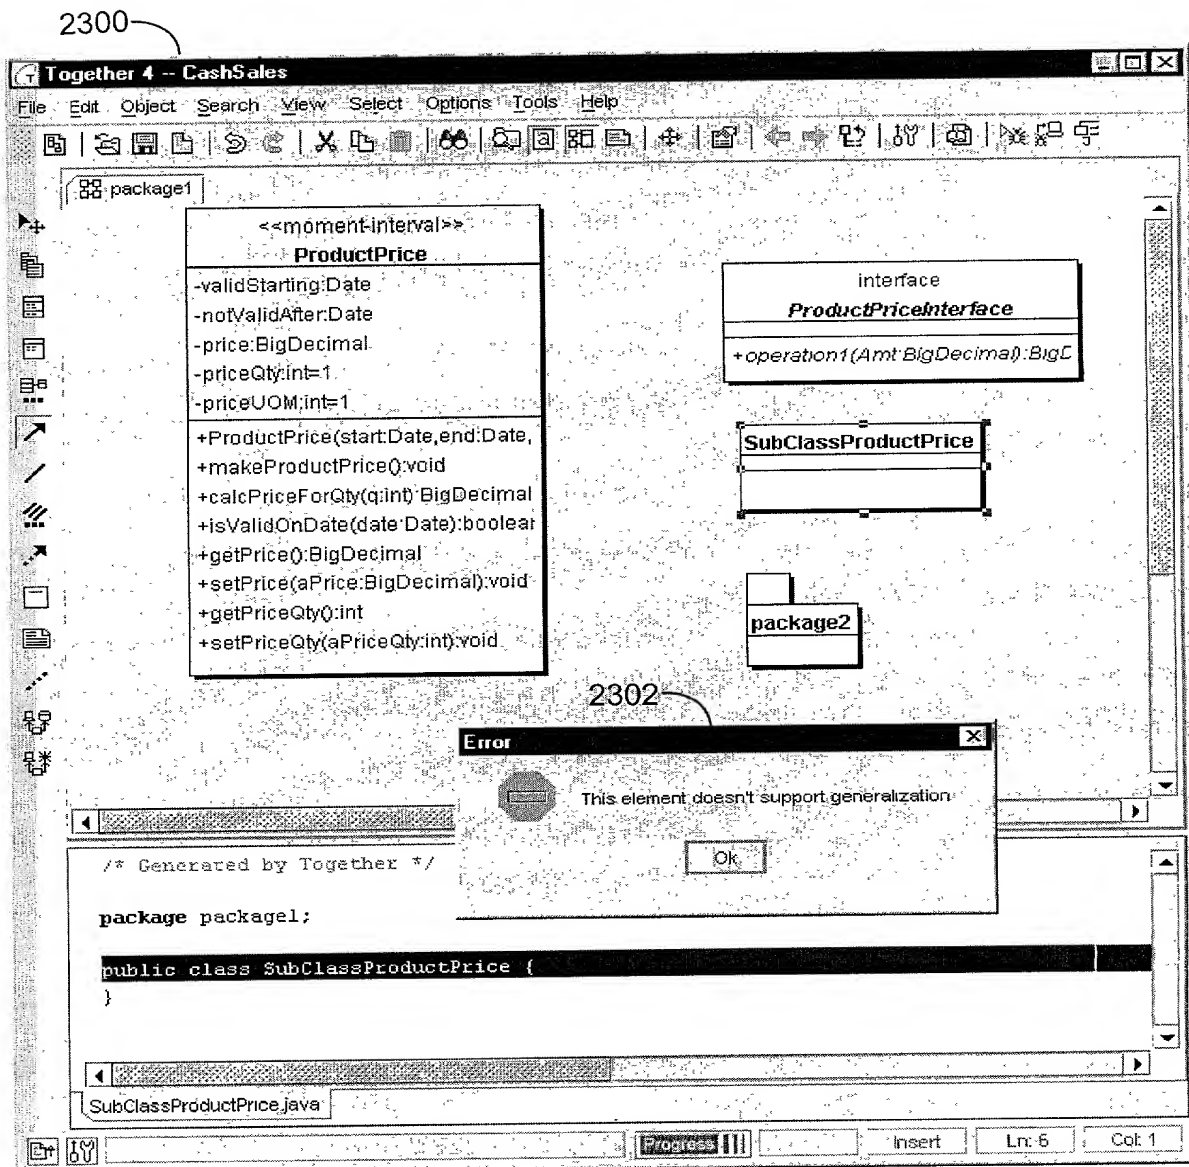 2300
Together 4 -- CashSales
File Edit Object Search View Select Options Tools Help
package1
<<moment-interval>>
ProductPrice
-validStarting:Date
-notValidAfter:Date
-price:BigDecimal
-priceQty:int=1
-priceUOM:int=1
+ProductPrice(start:Date,end:Date,
+makeProductPrice():void
+calcPriceForQty(q:int):BigDecimal
+isValidOnDate(date:Date):boolear
+getPrice():BigDecimal
+setPrice(aPrice:BigDecimal):void
+getPriceQty():int
+setPriceQty(aPriceQty:int):void
interface
ProductPriceInterface
+operation1(Amt:BigDecimal):BigD
SubClassProductPrice
package2
2302
Error
This element doesn't support generalization
Ok
/* Generated by Together */
package package1;
public class SubClassProductPrice {
}
SubClassProductPrice.java
Progress Insert Ln: 6 Col: 1